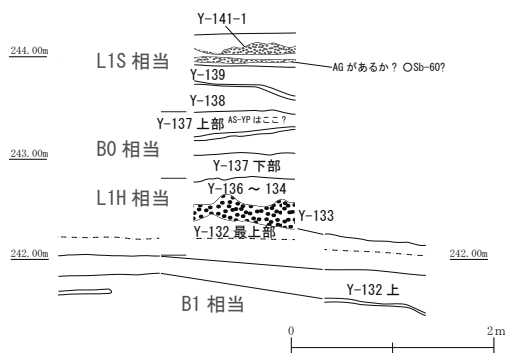 Y-141-1
244.00m
L1S 相当
AG があるか？ OSb-60?
Y-139
Y-138
Y-137 上部 AS-YP はここ？
B0 相当
243.00m
Y-137 下部
L1H 相当
Y-136 ～ 134
Y-133
Y-132 最上部
242.00m
242.00m
Y-132 上
B1 相当
0
2m